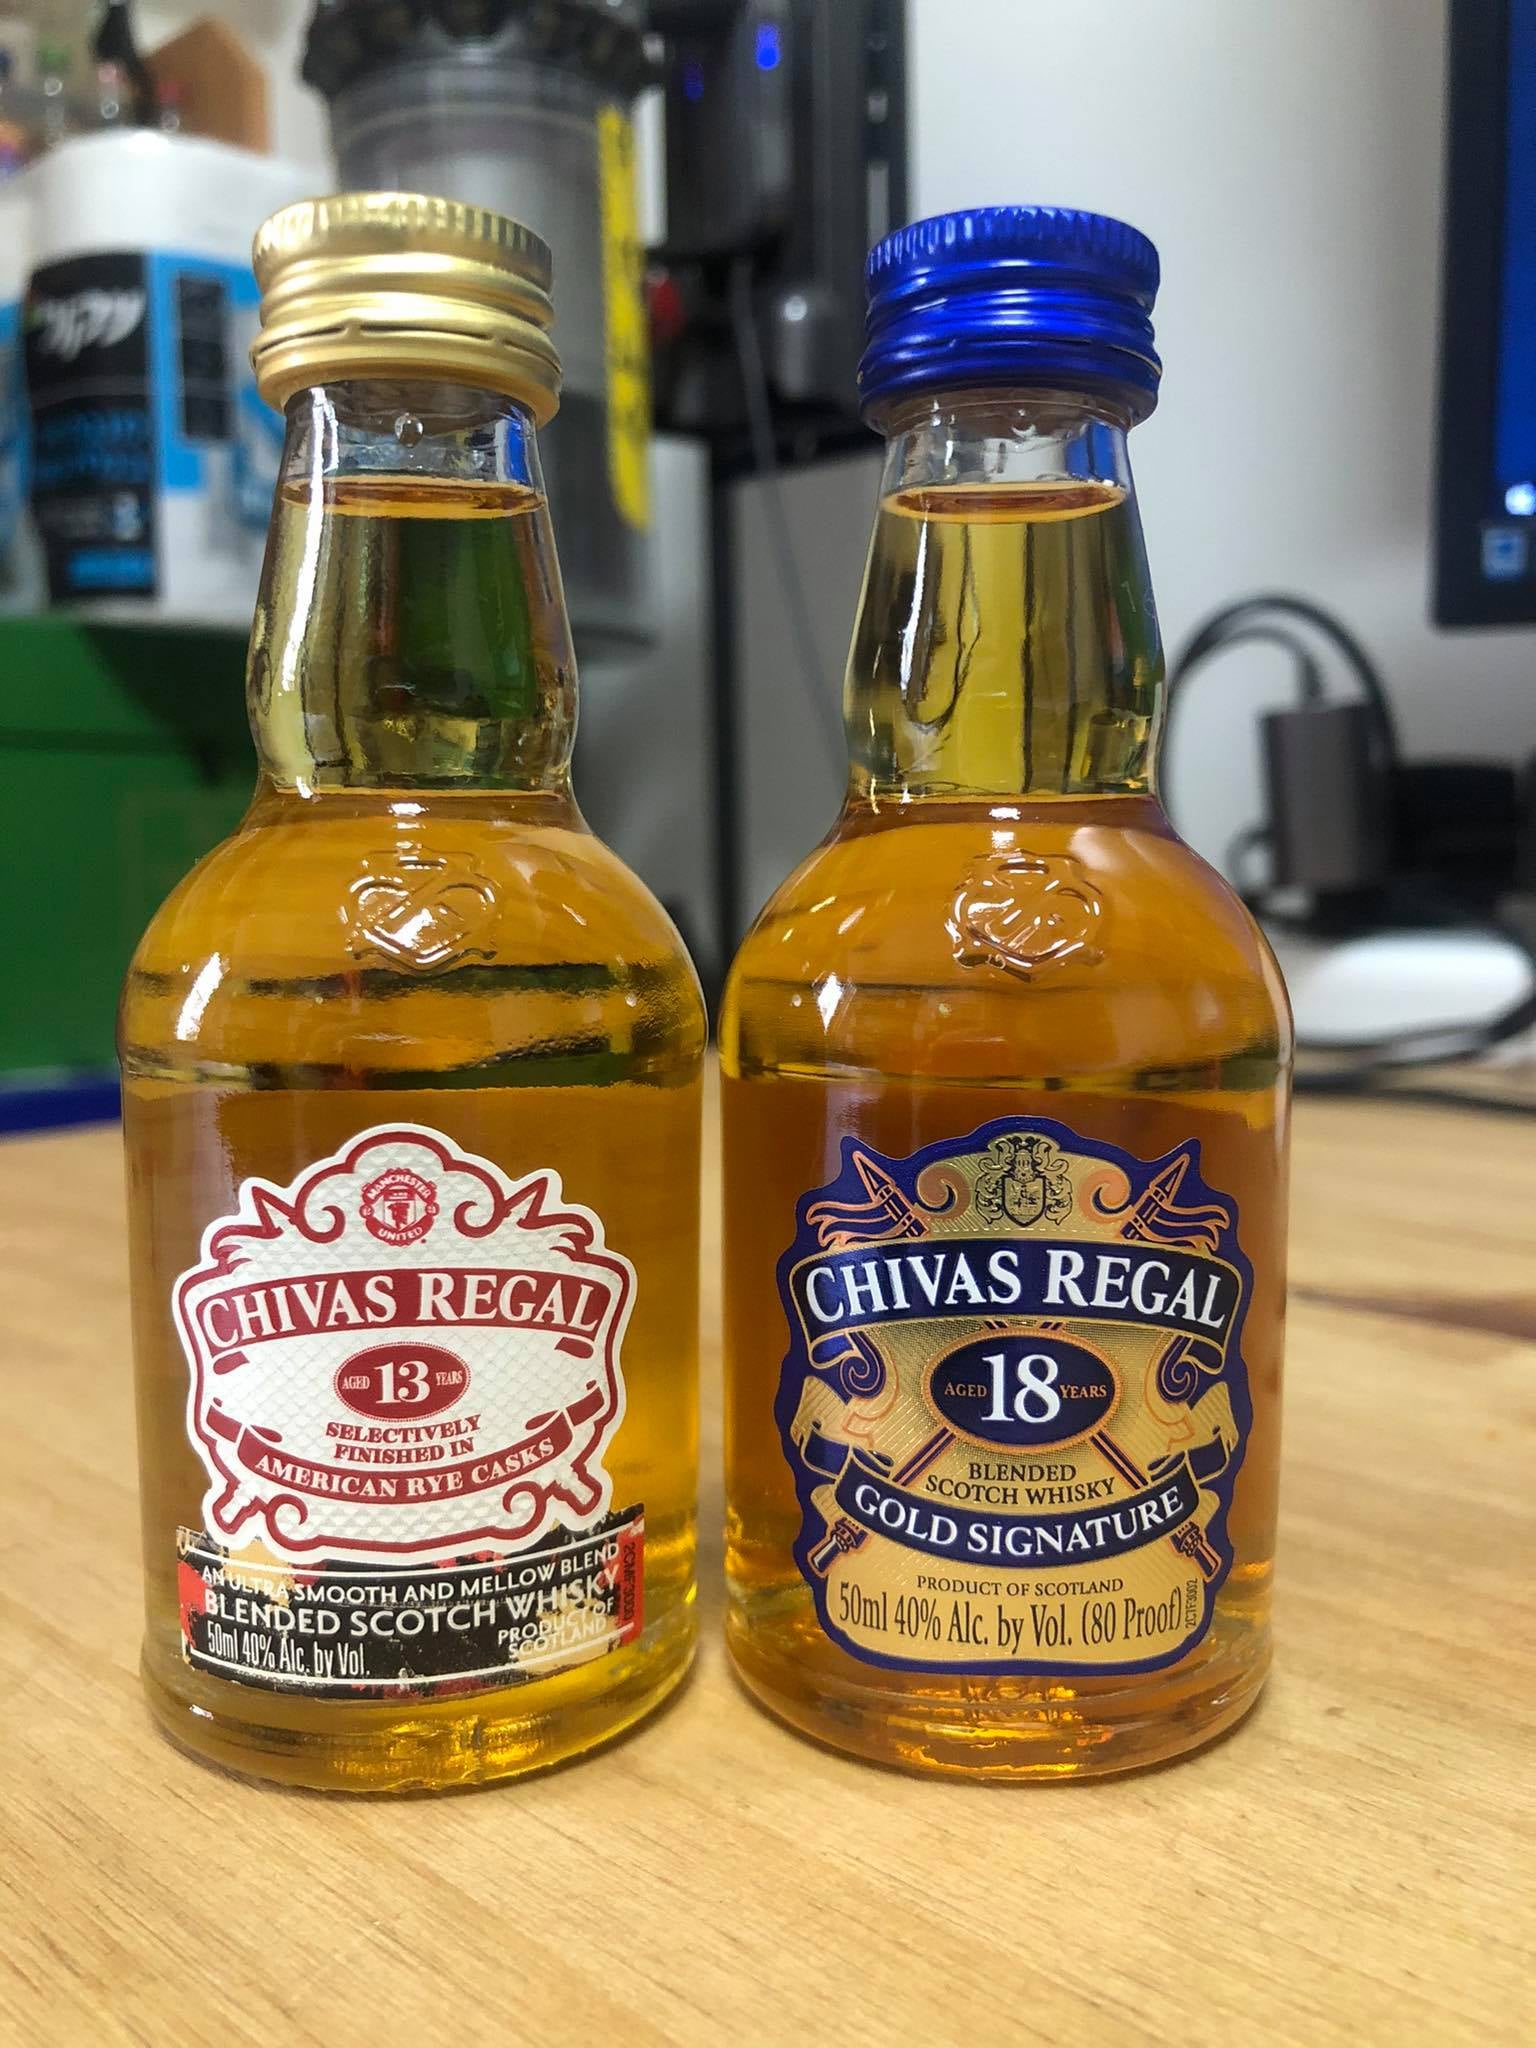 MANCHESTER
UNITED
CHIVAS REGAL
AGED 13 YEARS
SELECTIVELY
FINISHED IN
AMERICAN RYE CASKS
AN ULTRA SMOOTH AND MELLOW BLEND
BLENDED SCOTCH WHISKY
PRODUCT OF
SCOTLAND
50ml 40% Alc. by Vol.
CHIVAS REGAL
AGED 18 YEARS
BLENDED
SCOTCH WHISKY
GOLD SIGNATURE
PRODUCT OF SCOTLAND
50ml 40% Alc. by Vol. (80 Proof)
2CTF3002